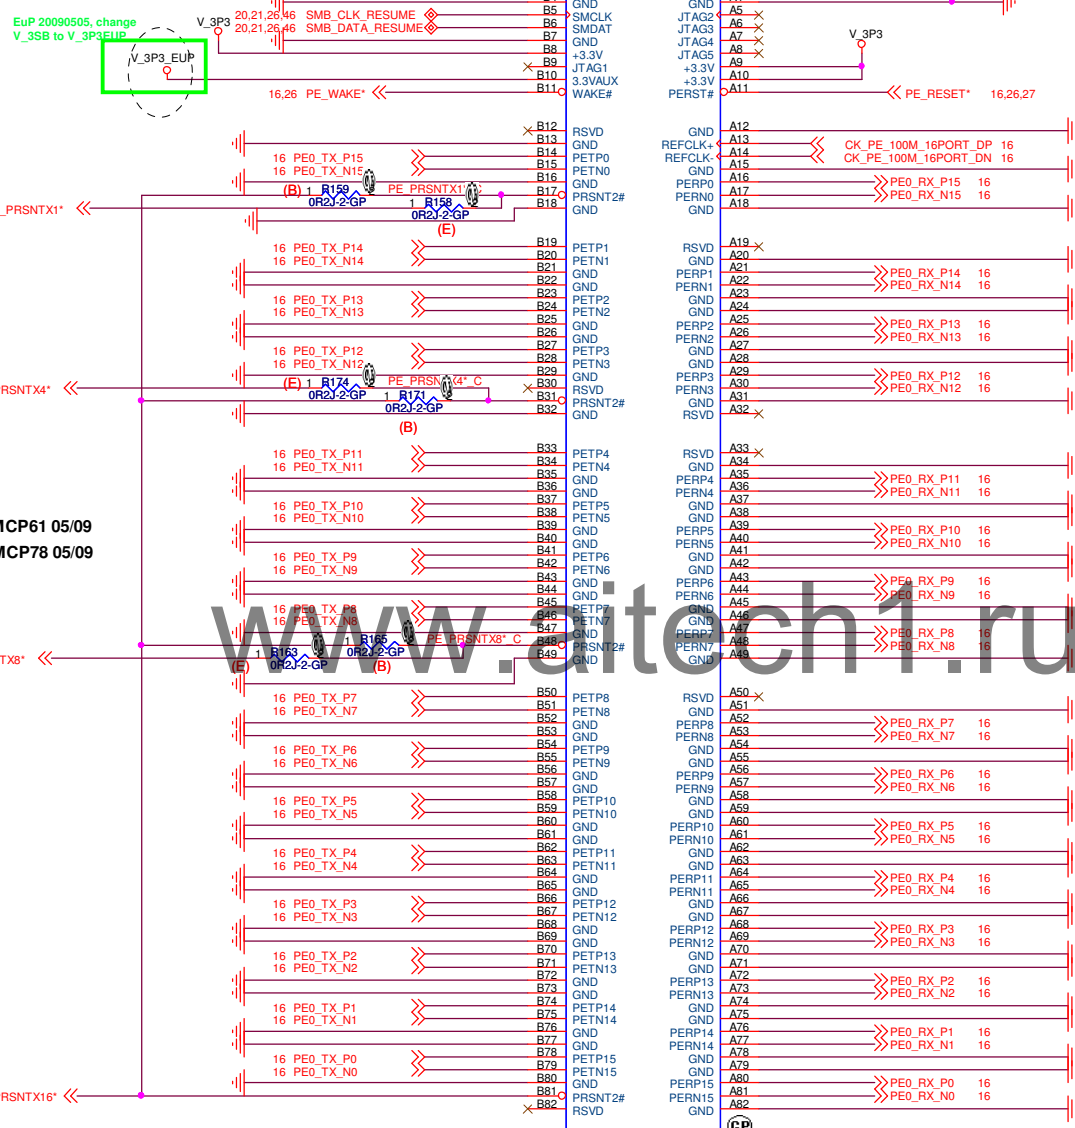 EuP 20090505, change
V_3SB to V_3P3EUP
V_3P3_EUP
V_3P3
20,21,26,46 SMB_CLK_RESUME
20,21,26,46 SMB_DATA_RESUME
16,26 PE_WAKE*
16 PE0_TX_P15
16 PE0_TX_N15
(B) 1 R159
0R2J-2-GP
1 R158
0R2J-2-GP
(E)
_PRSNTX1*
16 PE0_TX_P14
16 PE0_TX_N14
16 PE0_TX_P13
16 PE0_TX_N13
16 PE0_TX_P12
16 PE0_TX_N12
1 R174
0R2J-2-GP
1 R171
0R2J-2-GP
(B)
RSNTX4*
16 PE0_TX_P11
16 PE0_TX_N11
16 PE0_TX_P10
16 PE0_TX_N10
MCP61 05/09
MCP78 05/09
16 PE0_TX_P9
16 PE0_TX_N9
16 PE0_TX_P8
16 PE0_TX_N8
PE_PRSNTX8*_C
1 R165
0R2J-2-GP
(B)
1 R163
0R2J-2-GP
(E)
TX8*
16 PE0_TX_P7
16 PE0_TX_N7
16 PE0_TX_P6
16 PE0_TX_N6
16 PE0_TX_P5
16 PE0_TX_N5
16 PE0_TX_P4
16 PE0_TX_N4
16 PE0_TX_P3
16 PE0_TX_N3
16 PE0_TX_P2
16 PE0_TX_N2
16 PE0_TX_P1
16 PE0_TX_N1
16 PE0_TX_P0
16 PE0_TX_N0
RSNTX16*
GND
B5 SMCLK
B6 SMDAT
B7 GND
B8 +3.3V
B9 JTAG1
B10 3.3VAUX
B11 WAKE#
B12 RSVD
B13 GND
B14 PETP0
B15 PETN0
B16 GND
B17 PRSNT2#
B18 GND
B19 PETP1
B20 PETN1
B21 GND
B22 GND
B23 PETP2
B24 PETN2
B25 GND
B26 GND
B27 PETP3
B28 PETN3
B29 GND
B30 RSVD
B31 PRSNT2#
B32 GND
B33 PETP4
B34 PETN4
B35 GND
B36 GND
B37 PETP5
B38 PETN5
B39 GND
B40 GND
B41 PETP6
B42 PETN6
B43 GND
B44 GND
B45 PETP7
B46 PETN7
B47 GND
B48 PRSNT2#
B49 GND
B50 PETP8
B51 PETN8
B52 GND
B53 GND
B54 PETP9
B55 PETN9
B56 GND
B57 GND
B58 PETP10
B59 PETN10
B60 GND
B61 GND
B62 PETP11
B63 PETN11
B64 GND
B65 GND
B66 PETP12
B67 PETN12
B68 GND
B69 GND
B70 PETP13
B71 PETN13
B72 GND
B73 GND
B74 PETP14
B75 PETN14
B76 GND
B77 GND
B78 PETP15
B79 PETN15
B80 GND
B81 PRSNT2#
B82 RSVD
GND
JTAG2 A5
JTAG3 A6
JTAG4 A7
JTAG5 A8
+3.3V A9
+3.3V A10
PERST# A11
GND A12
REFCLK+ A13
REFCLK- A14
GND A15
PERP0 A16
PERN0 A17
GND A18
RSVD A19
GND A20
PERP1 A21
PERN1 A22
GND A23
GND A24
PERP2 A25
PERN2 A26
GND A27
GND A28
PERP3 A29
PERN3 A30
GND A31
RSVD A32
RSVD A33
GND A34
PERP4 A35
PERN4 A36
GND A37
GND A38
PERP5 A39
PERN5 A40
GND A41
GND A42
PERP6 A43
PERN6 A44
GND A45
GND A46
PERP7 A47
PERN7 A48
GND A49
RSVD A50
GND A51
PERP8 A52
PERN8 A53
GND A54
GND A55
PERP9 A56
PERN9 A57
GND A58
GND A59
PERP10 A60
PERN10 A61
GND A62
GND A63
PERP11 A64
PERN11 A65
GND A66
GND A67
PERP12 A68
PERN12 A69
GND A70
GND A71
PERP13 A72
PERN13 A73
GND A74
GND A75
PERP14 A76
PERN14 A77
GND A78
GND A79
PERP15 A80
PERN15 A81
GND A82
GP
V_3P3
PE_RESET* 16,26,27
CK_PE_100M_16PORT_DP 16
CK_PE_100M_16PORT_DN 16
PE0_RX_P15 16
PE0_RX_N15 16
PE0_RX_P14 16
PE0_RX_N14 16
PE0_RX_P13 16
PE0_RX_N13 16
PE0_RX_P12 16
PE0_RX_N12 16
PE0_RX_P11 16
PE0_RX_N11 16
PE0_RX_P10 16
PE0_RX_N10 16
PE0_RX_P9 16
PE0_RX_N9 16
PE0_RX_P8 16
PE0_RX_N8 16
PE0_RX_P7 16
PE0_RX_N7 16
PE0_RX_P6 16
PE0_RX_N6 16
PE0_RX_P5 16
PE0_RX_N5 16
PE0_RX_P4 16
PE0_RX_N4 16
PE0_RX_P3 16
PE0_RX_N3 16
PE0_RX_P2 16
PE0_RX_N2 16
PE0_RX_P1 16
PE0_RX_N1 16
PE0_RX_P0 16
PE0_RX_N0 16
www.aitech1.ru